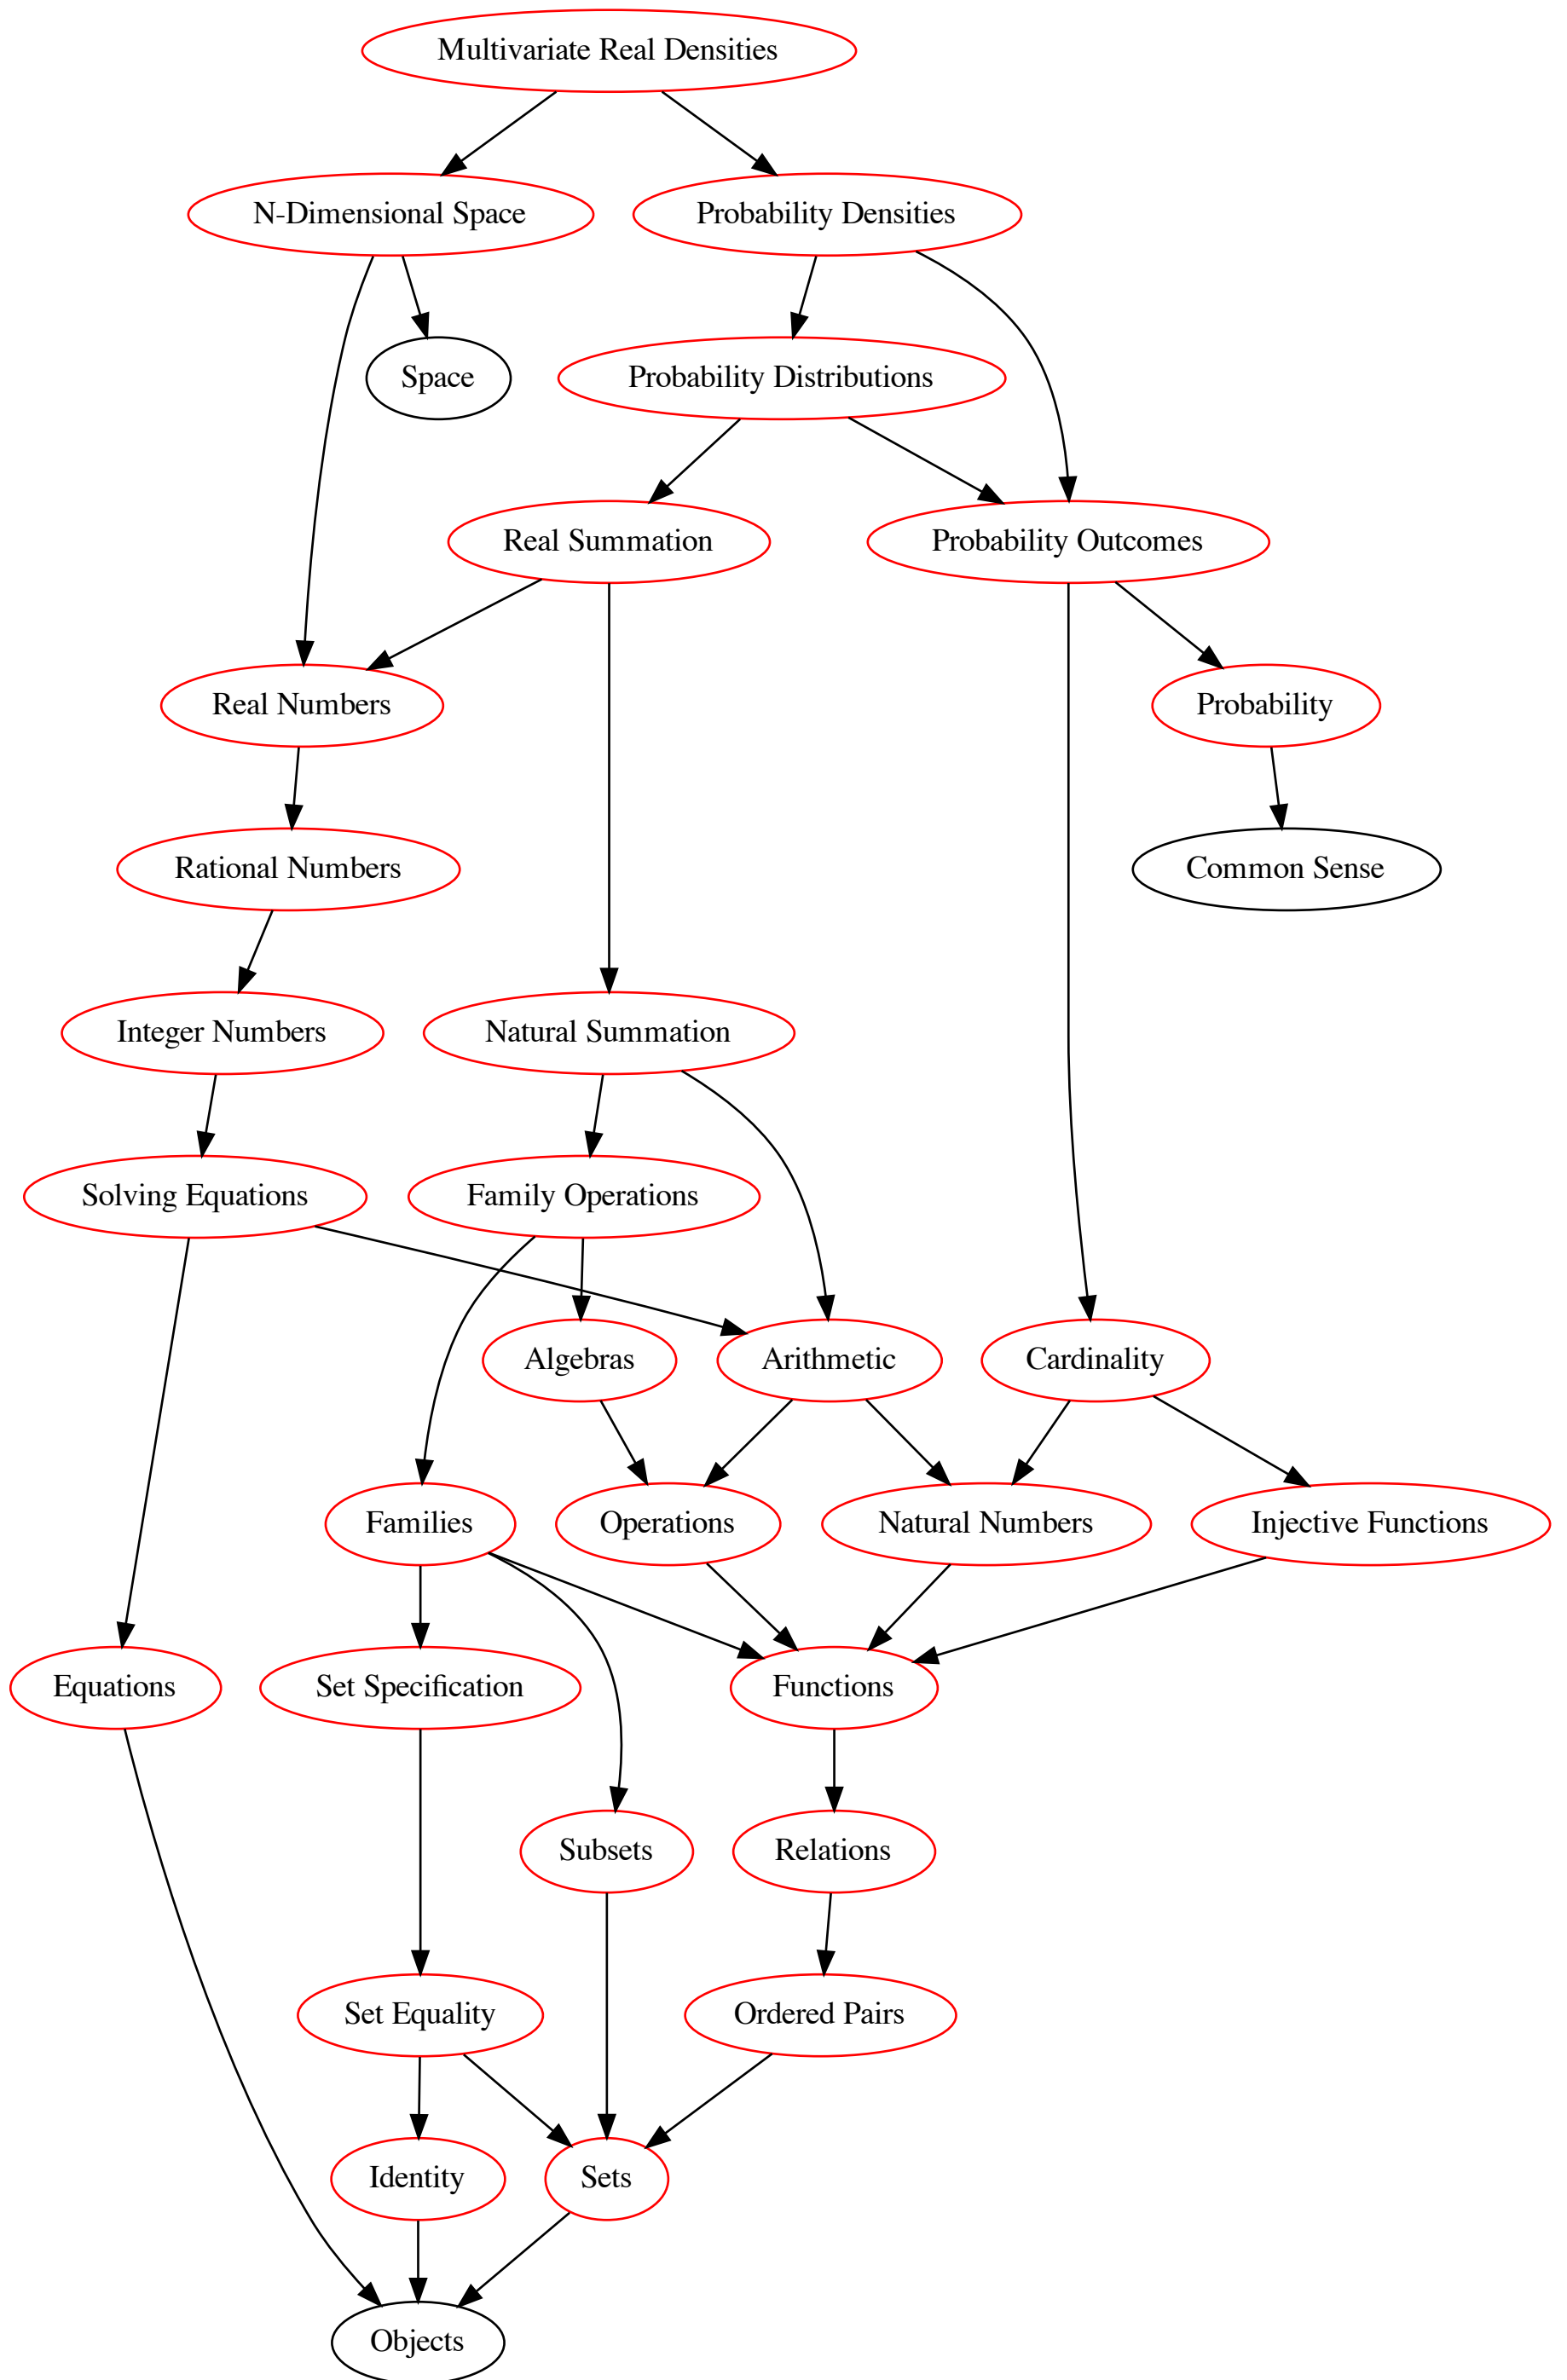 Multivariate Real Densities
N-Dimensional Space
Probability Densities
Space
Probability Distributions
Real Summation
Probability Outcomes
Real Numbers
Probability
Rational Numbers
Common Sense
Integer Numbers
Natural Summation
Solving Equations
Family Operations
Algebras
Arithmetic
Cardinality
Families
Operations
Natural Numbers
Injective Functions
Equations
Set Specification
Functions
Subsets
Relations
Set Equality
Ordered Pairs
Identity
Sets
Objects